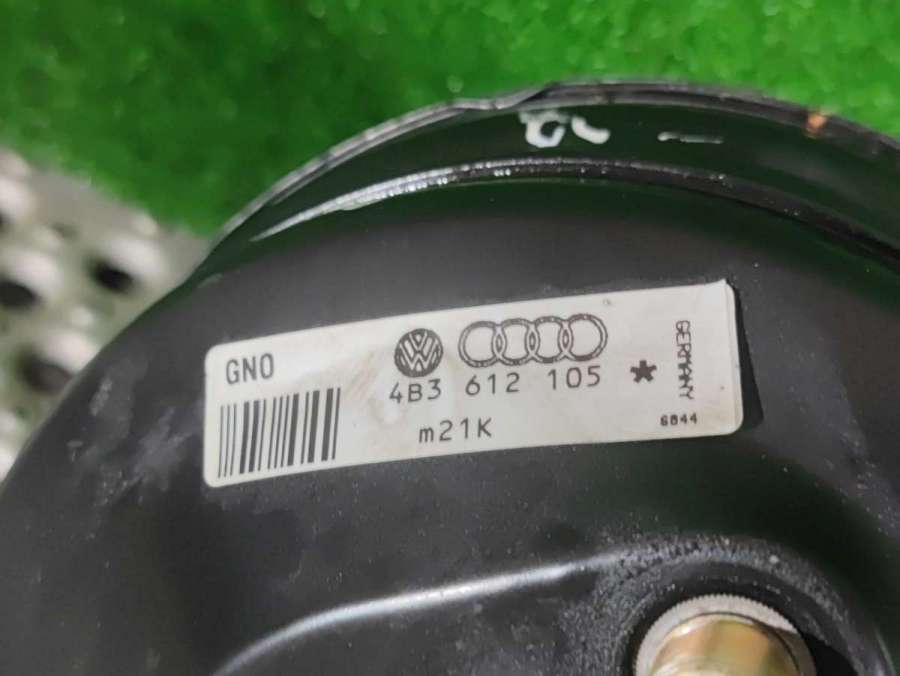 GNO
4B3 612 105 *
m21K
GERMANY
6844